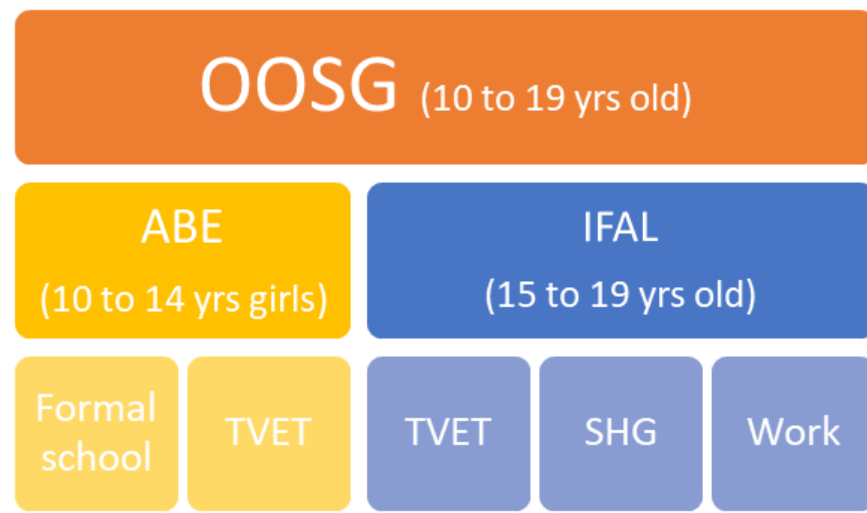 OOSG (10 to 19 yrs old)
ABE
(10 to 14 yrs girls)
IFAL
(15 to 19 yrs old)
Formal
school
TVET
TVET
SHG
Work